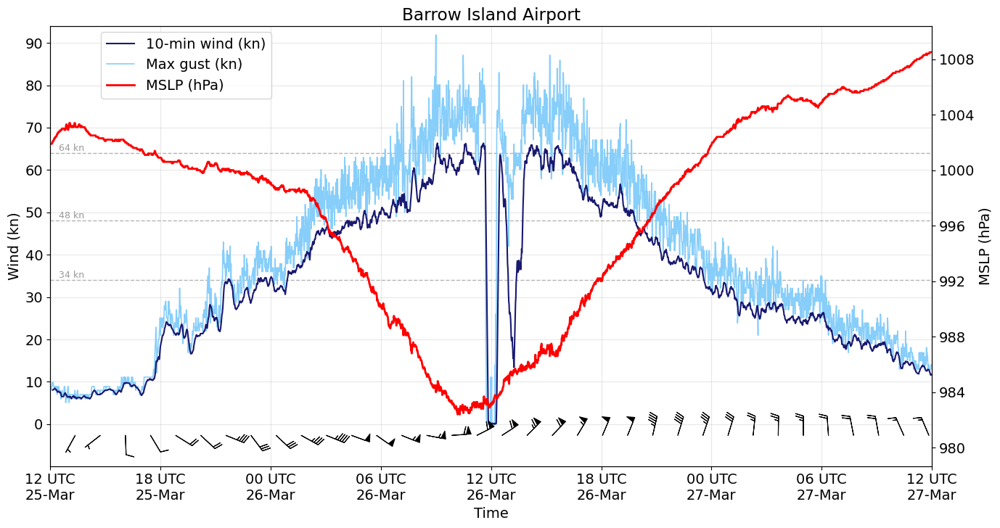 Barrow Island Airport
10-min wind (kn)
Max gust (kn)
MSLP (hPa)
90
80
70
60
50
40
30
20
10
0
Wind (kn)
64 kn
48 kn
34 kn
1008
1004
1000
996
992
988
984
980
MSLP (hPa)
12 UTC 18 UTC 00 UTC 06 UTC 12 UTC 18 UTC 00 UTC 06 UTC 12 UTC
25-Mar 25-Mar 26-Mar 26-Mar 26-Mar 26-Mar 27-Mar 27-Mar 27-Mar
Time